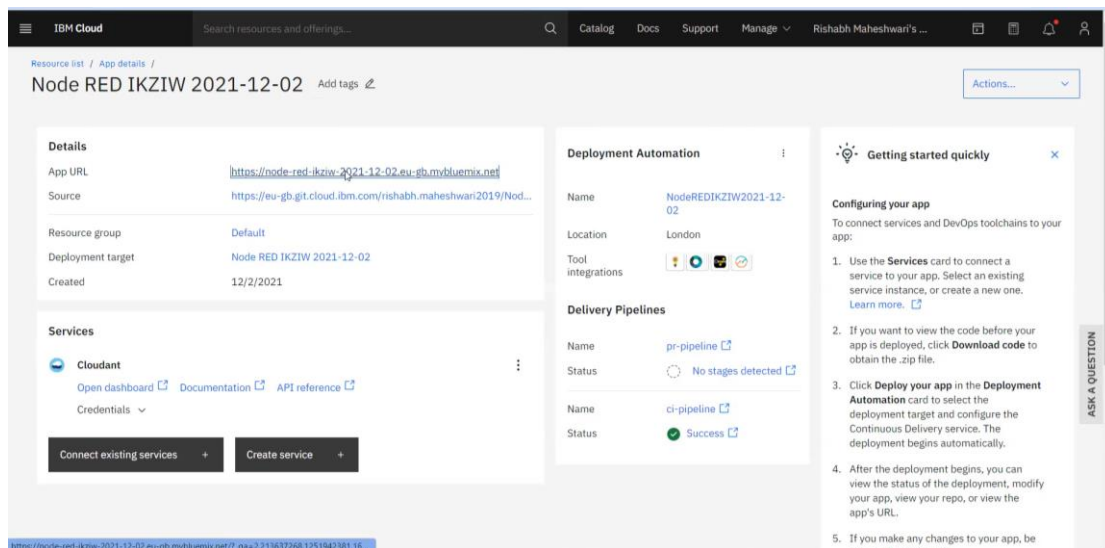 IBM Cloud
Search resources and offerings...
Catalog
Docs
Support
Manage
Rishabh Maheshwari's ...
Resource list / App details /
Node RED IKZIW 2021-12-02
Add tags
Actions...
Details
App URL
https://node-red-ikziw-2021-12-02.eu-gb.mybluemix.net
Source
https://eu-gb.git.cloud.ibm.com/rishabh.maheshwari2019/Nod...
Resource group
Default
Deployment target
Node RED IKZIW 2021-12-02
Created
12/2/2021
Services
Cloudant
Open dashboard
Documentation
API reference
Credentials
Connect existing services +
Create service +
Deployment Automation
Name
NodeREDIKZIW2021-12-
02
Location
London
Tool
integrations
Delivery Pipelines
Name
pr-pipeline
Status
No stages detected
Name
ci-pipeline
Status
Success
Getting started quickly
Configuring your app
To connect services and DevOps toolchains to your
app:
1. Use the Services card to connect a
service to your app. Select an existing
service instance, or create a new one.
Learn more.
2. If you want to view the code before your
app is deployed, click Download code to
obtain the .zip file.
3. Click Deploy your app in the Deployment
Automation card to select the
deployment target and configure the
Continuous Delivery service. The
deployment begins automatically.
4. After the deployment begins, you can
view the status of the deployment, modify
your app, view your repo, or view the
app's URL.
5. If you make any changes to your app, be
ASK A QUESTION